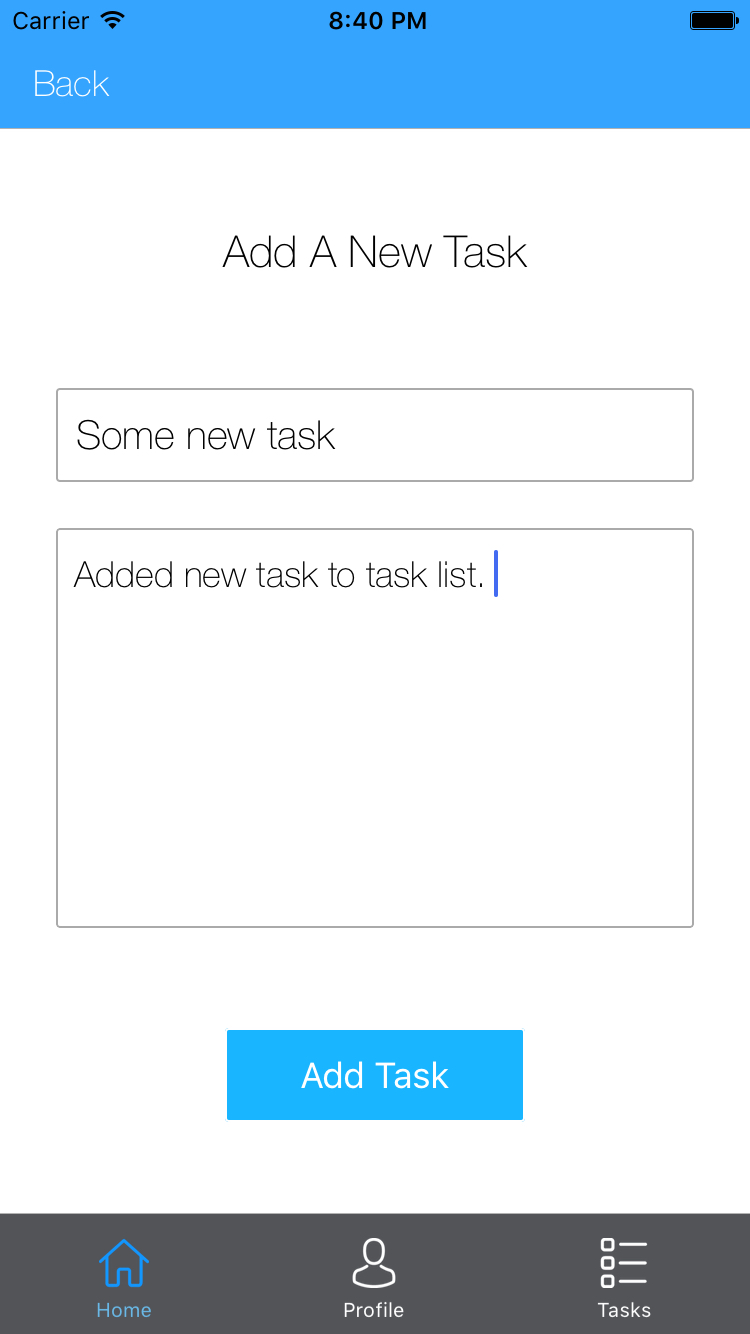 Carrier 8:40 PM
Back
Add A New Task
Some new task
Added new task to task list.
Add Task
Home Profile Tasks